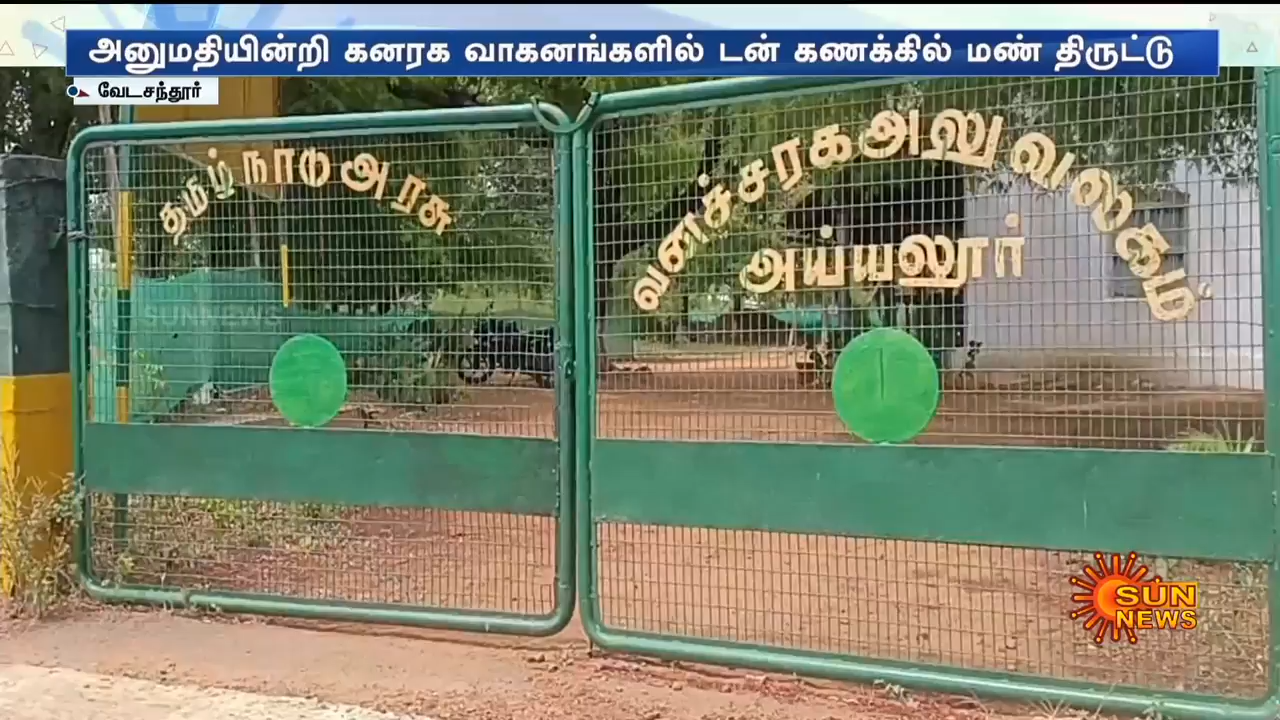 அனுமதியின்றி கனரக வாகனங்களில் டன் கணக்கில் மண் திருட்டு
வேடசந்தூர்
தமிழ்நாடு அரசு
வனச்சரக அலுவலகம்
அய்யலூர்
SUNNEWS
SUN
NEWS